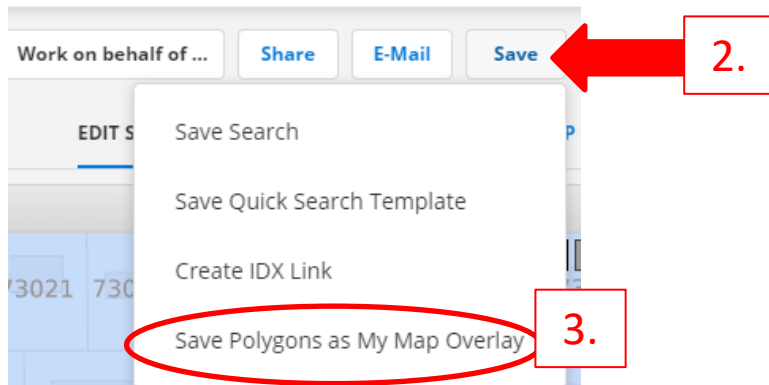 Work on behalf of ... Share E-Mail Save 2.
EDIT S P
Save Search
Save Quick Search Template
Create IDX Link
73021 730
Save Polygons as My Map Overlay 3.